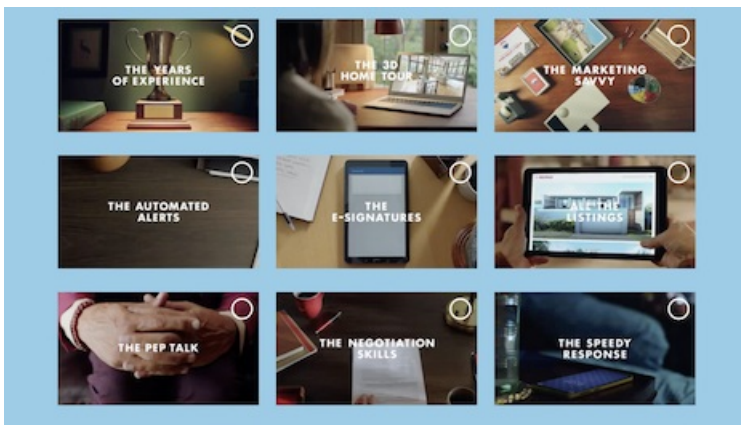 THE YEARS
OF EXPERIENCE
THE 3D
HOME TOUR
THE MARKETING
SAVVY
THE AUTOMATED
ALERTS
THE
E-SIGNATURES
ALL THE
LISTINGS
THE PEP TALK
THE NEGOTIATION
SKILLS
THE SPEEDY
RESPONSE